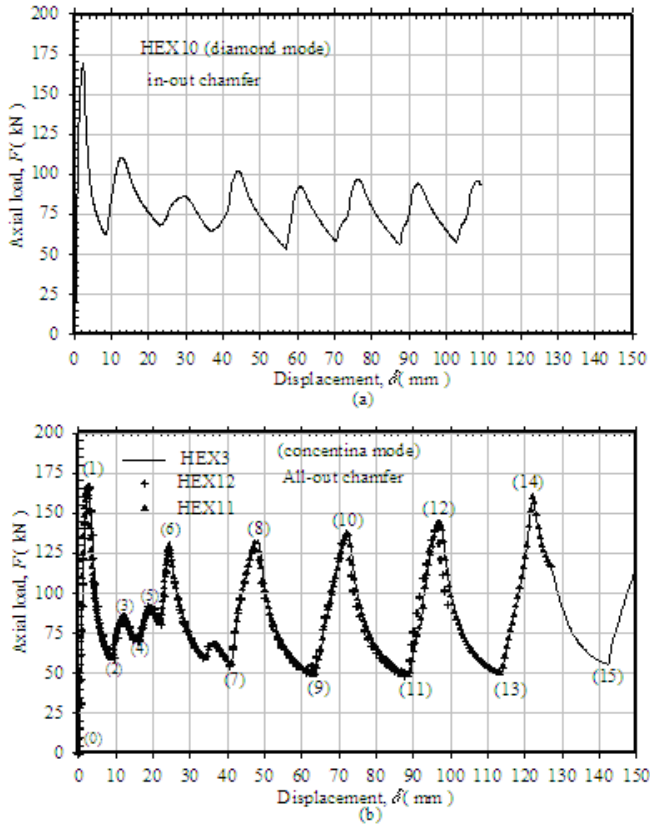 200
175
150
125
100
75
50
25
0
Axial load, F( kN )
HEX10 (diamond mode)
in-out chamfer
0 10 20 30 40 50 60 70 80 90 100 110 120 130 140 150
Displacement, δ( mm )
(a)
200
175
150
125
100
75
50
25
0
Axial load, F( kN )
HEX3
HEX12
HEX11
(concentina mode)
All-out chamfer
(0)
(1)
(2)
(3)
(4)
(5)
(6)
(7)
(8)
(9)
(10)
(11)
(12)
(13)
(14)
(15)
0 10 20 30 40 50 60 70 80 90 100 110 120 130 140 150
Displacement, δ( mm )
(b)